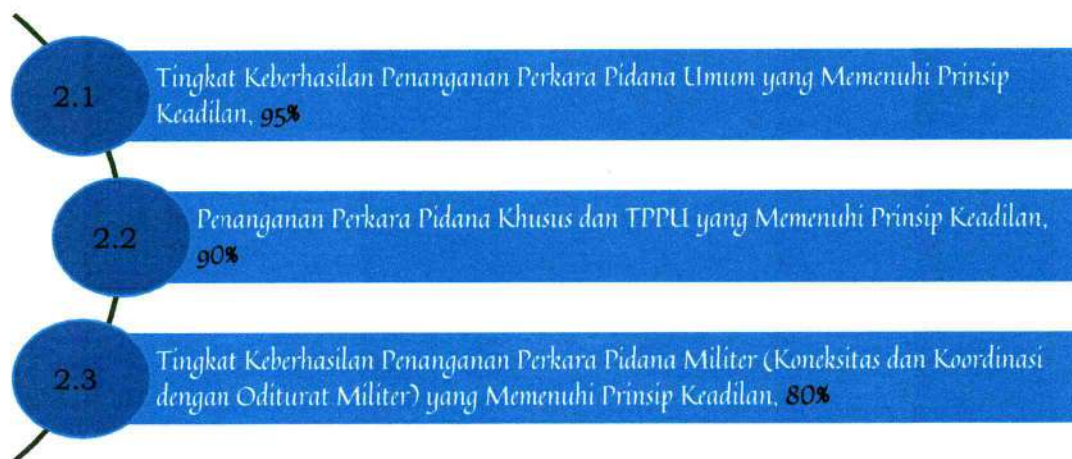 2.1
Tingkat Keberhasilan Penanganan Perkara Pidana Umum yang Memenuhi Prinsip
Keadilan, 95%
2.2
Penanganan Perkara Pidana Khusus dan TPPU yang Memenuhi Prinsip Keadilan,
90%
2.3
Tingkat Keberhasilan Penanganan Perkara Pidana Militer (Koneksitas dan Koordinasi
dengan Oditurat Militer) yang Memenuhi Prinsip Keadilan, 80%